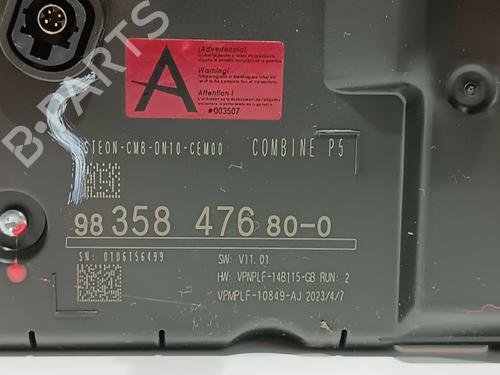 ¡Advertencia!
A
Warning!
Attention !
#003507
STEON-CMB-DN10-CEM00
COMBINE P5
98 358 476 80-0
SN: 0106156499
SW: V11.01
HW: VPNPLF-14B115-GB RUN: 2
VPMPLF-10849-AJ 2023/4/7
B-PARTS